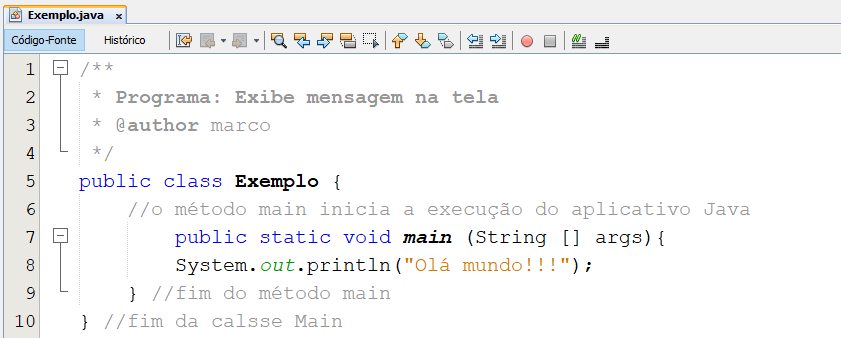 Exemplo.java x
Código-Fonte Histórico
1 /**
2 * Programa: Exibe mensagem na tela
3 * @author marco
4 */
5 public class Exemplo {
6 //o método main inicia a execução do aplicativo Java
7 public static void main (String [] args){
8 System.out.println("Olá mundo!!!");
9 } //fim do método main
10 } //fim da calsse Main